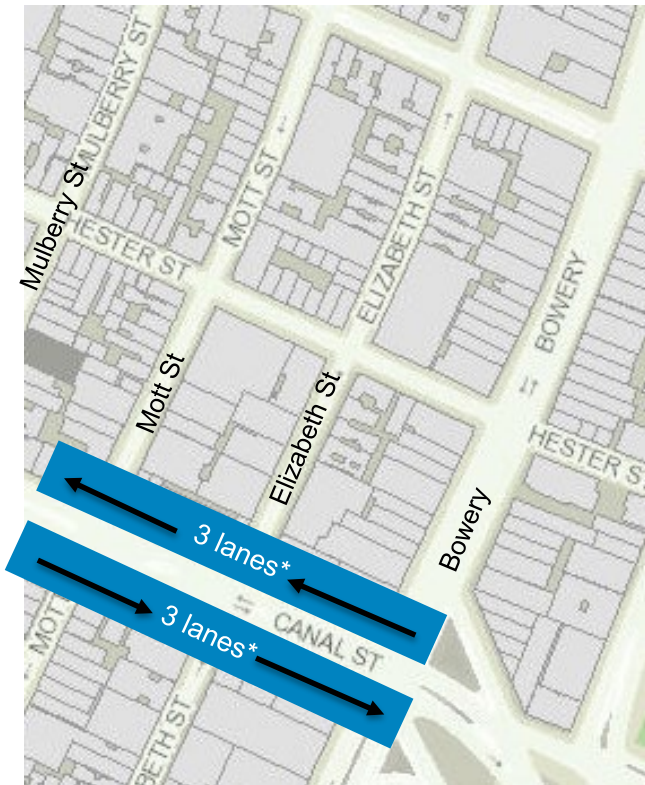 MULBERRY ST
Mulberry St
HESTER ST
MOTT ST
ELIZABETH ST
BOWERY
Mott St
Elizabeth St
HESTER ST
Bowery
3 lanes*
3 lanes*
CANAL ST
MOTT
BETH ST